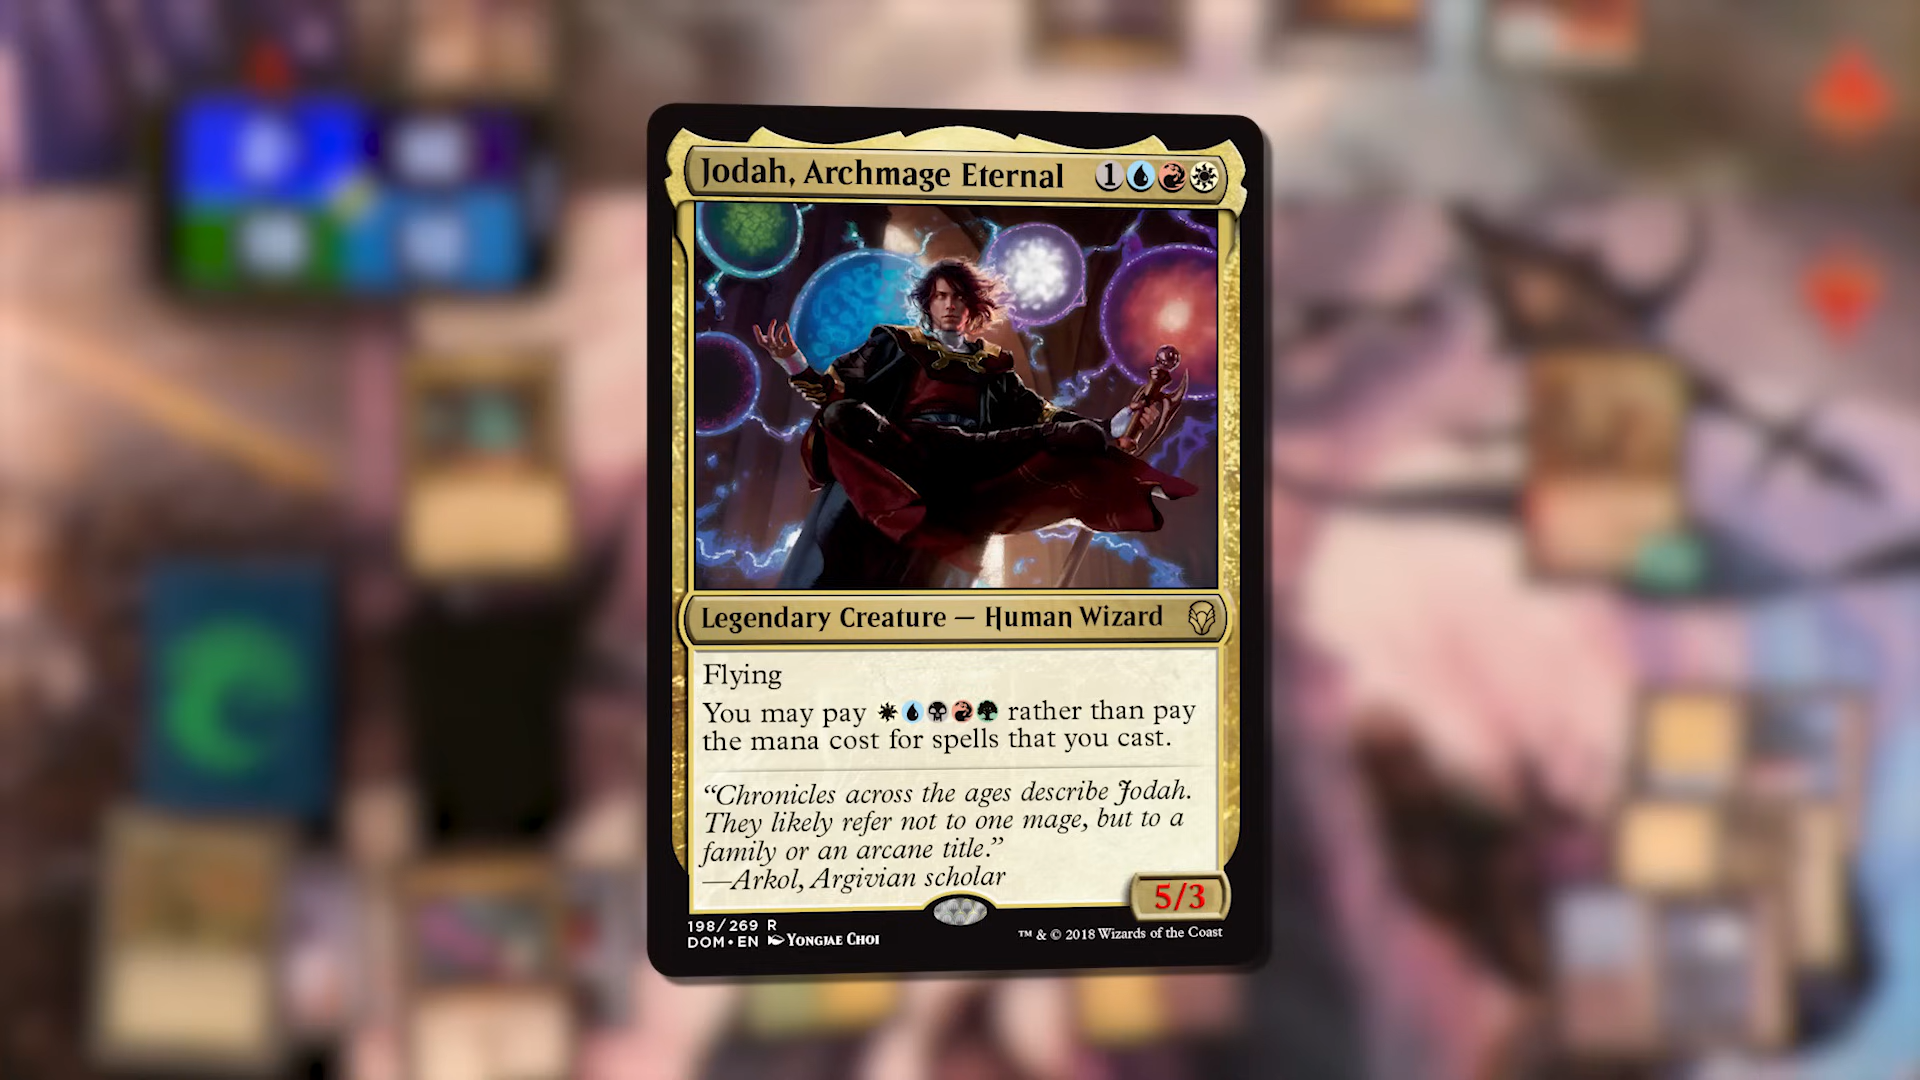 Jodah, Archmage Eternal 1
Legendary Creature — Human Wizard
Flying
You may pay rather than pay
the mana cost for spells that you cast.
“Chronicles across the ages describe Jodah.
They likely refer not to one mage, but to a
family or an arcane title.”
—Arkol, Argivian scholar
5/3
198/269 R
DOM • EN Yongjae Choi
™ & © 2018 Wizards of the Coast